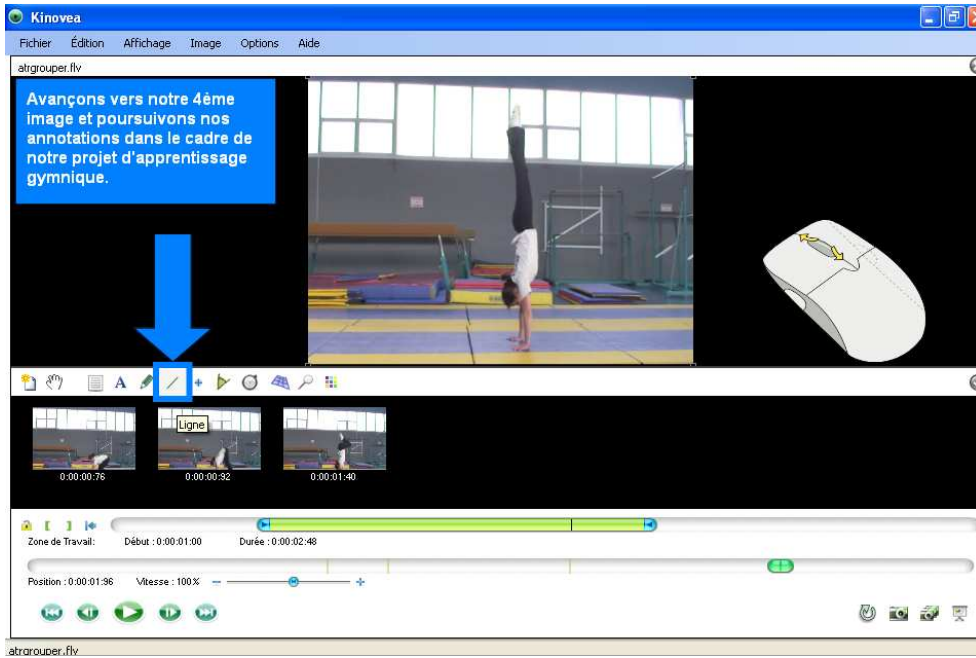 Kinovea
Fichier Édition Affichage Image Options Aide
atrgrouper.flv
Avançons vers notre 4ème
image et poursuivons nos
annotations dans le cadre de
notre projet d'apprentissage
gymnique.
A
Ligne
0:00:00:76 0:00:00:92 0:00:01:40
Zone de Travail: Début : 0:00:01:00 Durée : 0:00:02:48
Position : 0:00:01:96 Vitesse : 100%
atrgrouper.flv